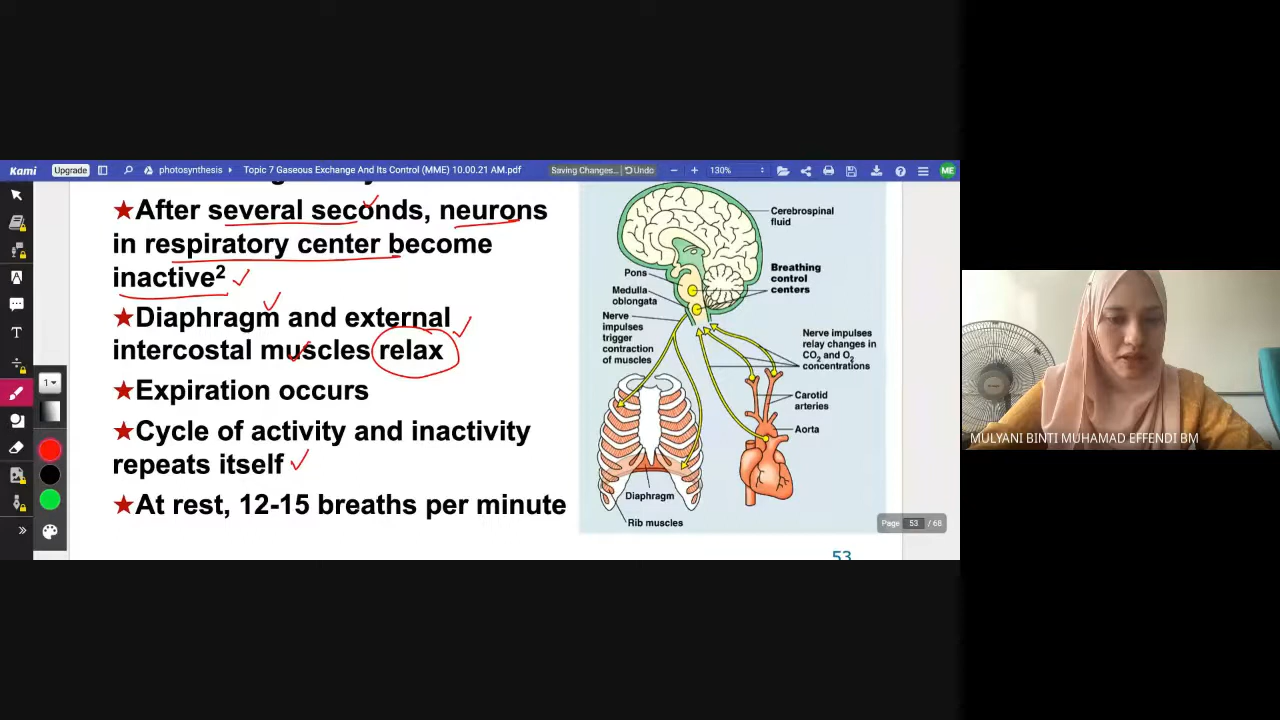 Kami
Upgrade
photosynthesis
Topic 7 Gaseous Exchange And Its Control (MME) 10.00.21 AM.pdf
Saving Changes...
Undo
130%
ME
★After several seconds, neurons
in respiratory center become
inactive²
★Diaphragm and external
intercostal muscles relax
★Expiration occurs
★Cycle of activity and inactivity
repeats itself
★At rest, 12-15 breaths per minute
Cerebrospinal
fluid
Pons
Breathing
control
centers
Medulla
oblongata
Nerve
impulses
trigger
contraction
of muscles
Nerve impulses
relay changes in
CO₂ and O₂
concentrations
Carotid
arteries
Aorta
Diaphragm
Rib muscles
Page 53 / 68
53
1
T
MULYANI BINTI MUHAMAD EFFENDI BM